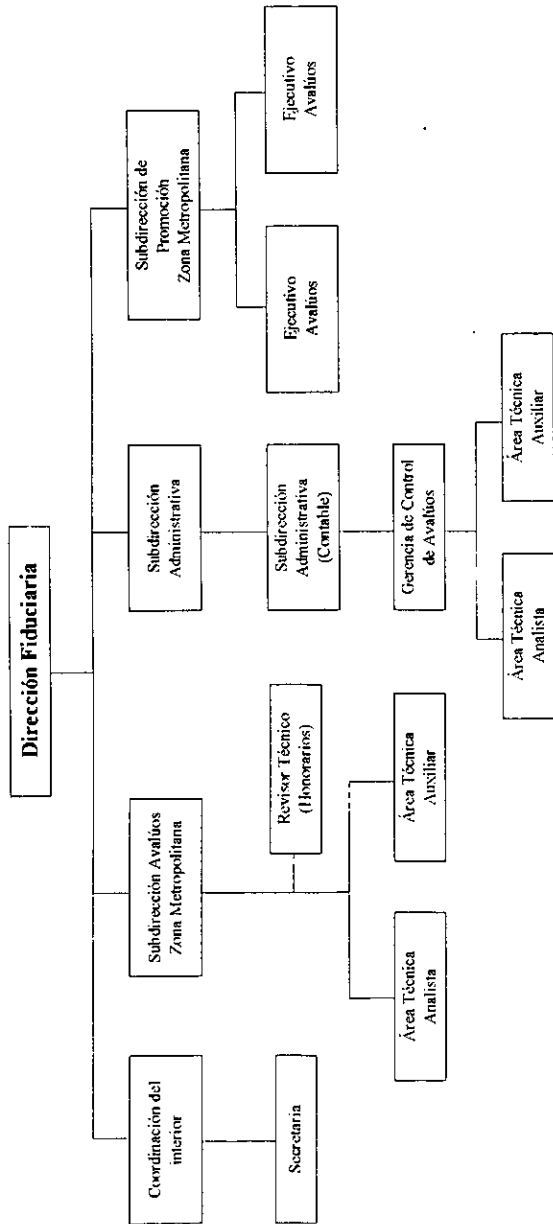 Dirección Fiduciaria
Coordinación del
interior
Subdirección Avalúos
Zona Metropolitana
Subdirección
Administrativa
Subdirección de
Promoción
Zona Metropolitana
Secretaria
Revisor Técnico
(Honorarios)
Subdirección
Administrativa
(Contable)
Ejecutivo
Avalúos
Ejecutivo
Avalúos
Área Técnica
Analista
Área Técnica
Auxiliar
Gerencia de Control
de Avalúos
Área Técnica
Analista
Área Técnica
Auxiliar